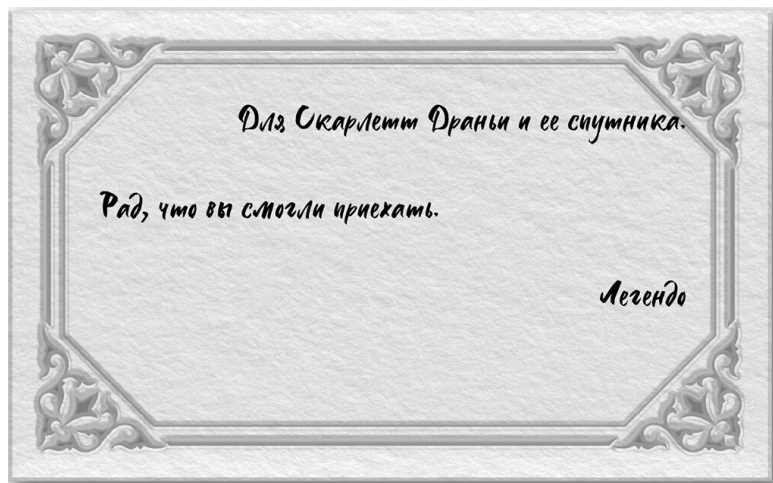 Для Скарлетт Драньи и ее спутника.
Рад, что вы смогли приехать.
Легендо